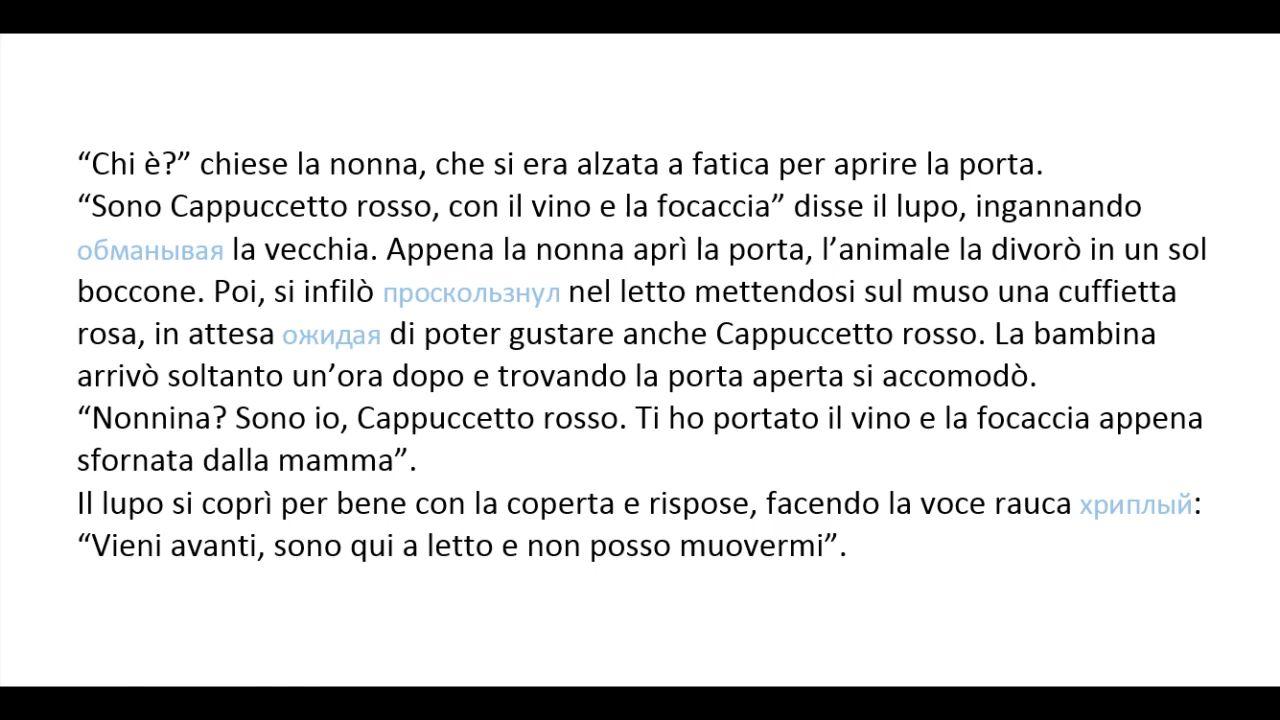 “Chi è?” chiese la nonna, che si era alzata a fatica per aprire la porta.
“Sono Cappuccetto rosso, con il vino e la focaccia” disse il lupo, ingannando
обманывая la vecchia. Appena la nonna aprì la porta, l’animale la divorò in un sol
boccone. Poi, si infilò проскользнул nel letto mettendosi sul muso una cuffietta
rosa, in attesa ожидая di poter gustare anche Cappuccetto rosso. La bambina
arrivò soltanto un’ora dopo e trovando la porta aperta si accomodò.
“Nonnina? Sono io, Cappuccetto rosso. Ti ho portato il vino e la focaccia appena
sfornata dalla mamma”.
Il lupo si coprì per bene con la coperta e rispose, facendo la voce rauca хриплый:
“Vieni avanti, sono qui a letto e non posso muovermi”.